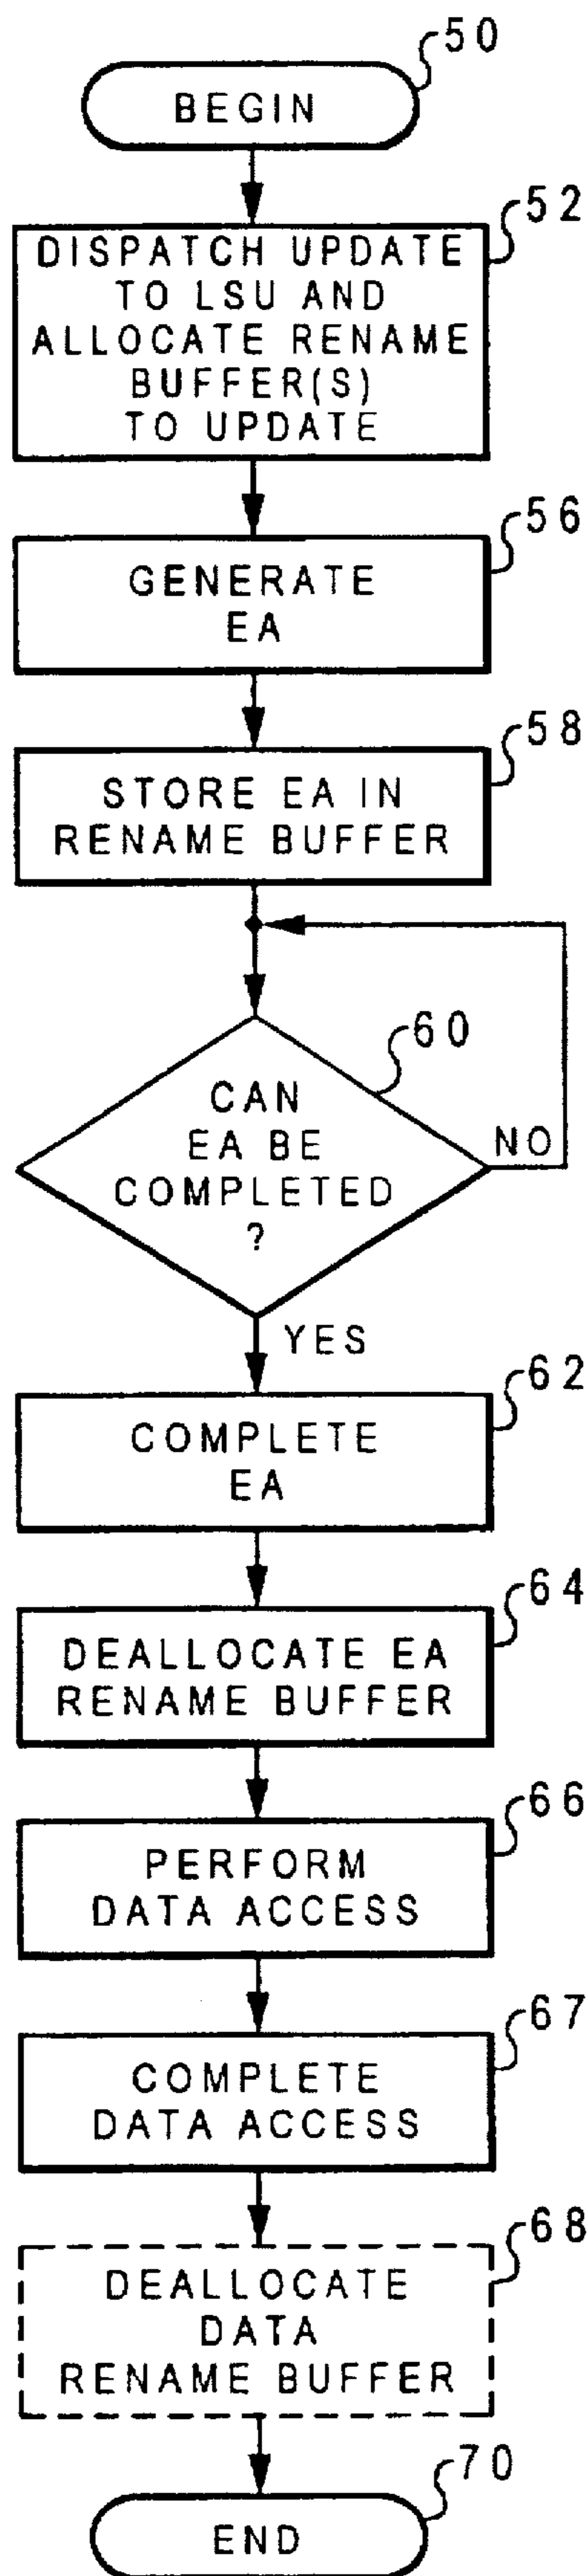 50
BEGIN
52
DISPATCH UPDATE
TO LSU AND
ALLOCATE RENAME
BUFFER(S)
TO UPDATE
56
GENERATE
EA
58
STORE EA IN
RENAME BUFFER
60
CAN
EA BE
COMPLETED
?
NO
YES
62
COMPLETE
EA
64
DEALLOCATE EA
RENAME BUFFER
66
PERFORM
DATA ACCESS
67
COMPLETE
DATA ACCESS
68
DEALLOCATE
DATA
RENAME BUFFER
70
END